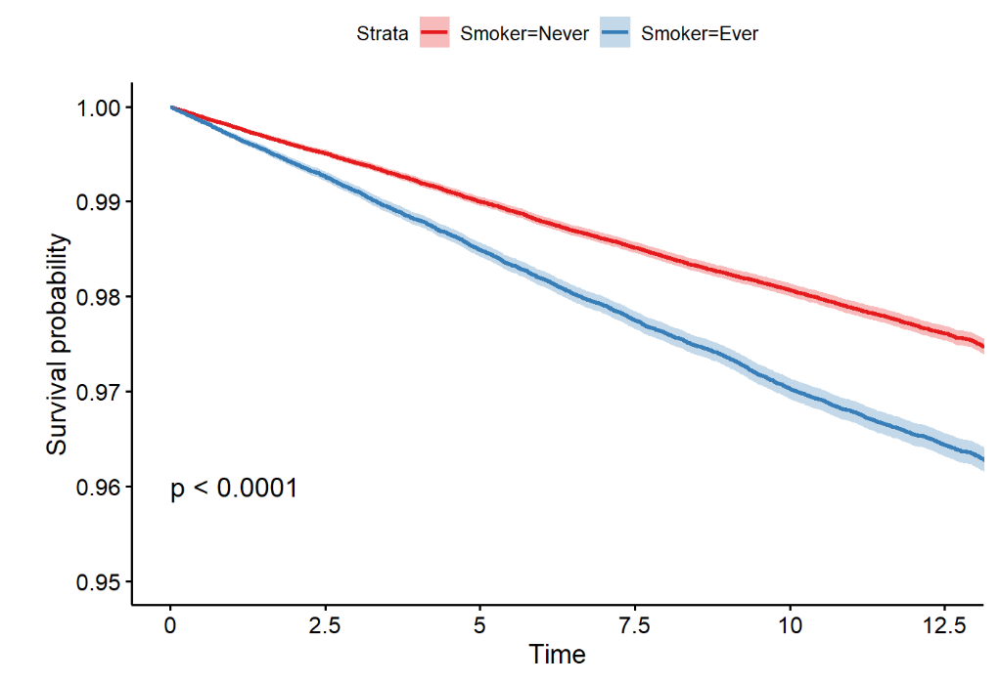 Strata Smoker=Never Smoker=Ever
1.00
0.99
0.98
0.97
0.96
0.95
Survival probability
p < 0.0001
0 2.5 5 7.5 10 12.5
Time